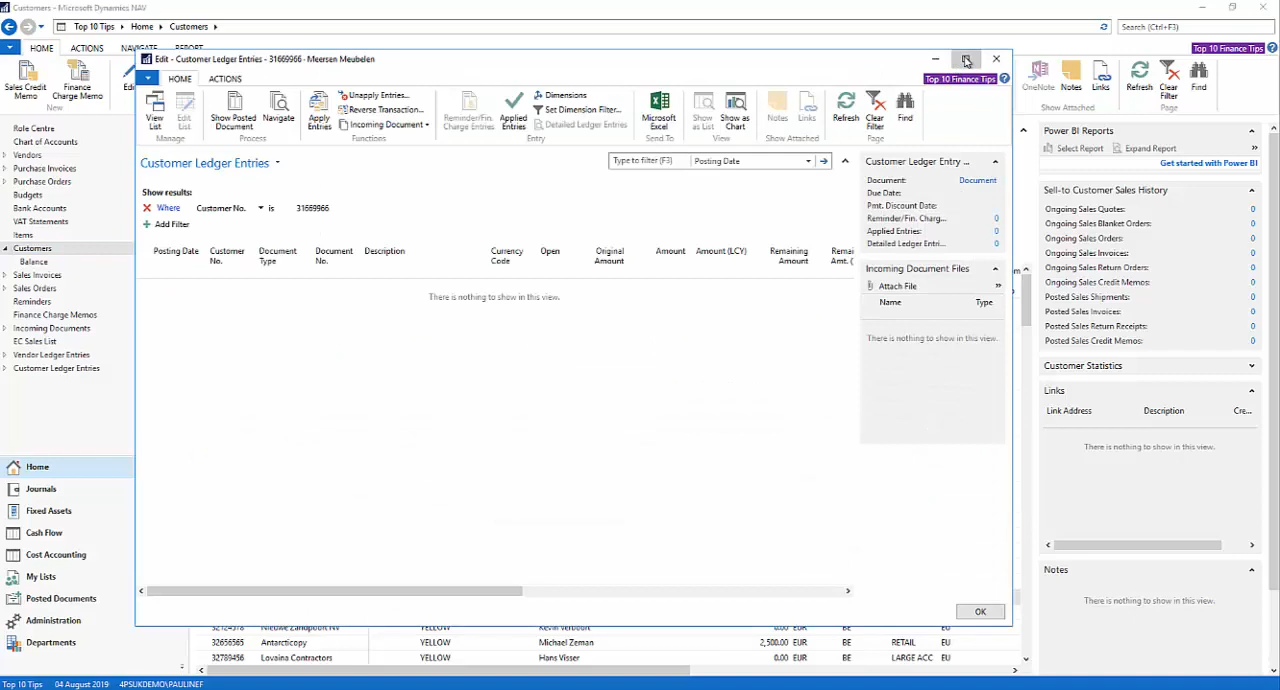 Customers - Microsoft Dynamics NAV
Top 10 Tips
Home
Customers
Search (Ctrl+F3)
HOME
ACTIONS
NAVIGATE
REPORT
Top 10 Finance Tips
Sales Credit
Memo
Finance
Charge Memo
New
OneNote
Notes
Links
Show Attached
Refresh
Clear
Filter
Find
Page
Role Centre
Chart of Accounts
Vendors
Purchase Invoices
Purchase Orders
Budgets
Bank Accounts
VAT Statements
Items
Customers
Balance
Sales Invoices
Sales Orders
Reminders
Finance Charge Memos
Incoming Documents
EC Sales List
Vendor Ledger Entries
Customer Ledger Entries
Home
Journals
Fixed Assets
Cash Flow
Cost Accounting
My Lists
Posted Documents
Administration
Departments
Edit - Customer Ledger Entries - 31669966 - Meersen Meubelen
HOME
ACTIONS
Top 10 Finance Tips
View
List
Edit
List
Manage
Show Posted
Document
Navigate
Process
Apply
Entries
Unapply Entries...
Reverse Transaction...
Incoming Document
Functions
Reminder/Fin.
Charge Entries
Applied
Entries
Dimensions
Set Dimension Filter...
Detailed Ledger Entries
Entry
Microsoft
Excel
Send To
Show
as List
Show as
Chart
View
Notes
Links
Show Attached
Refresh
Clear
Filter
Find
Page
Customer Ledger Entries
Type to filter (F3)
Posting Date
Show results:
Where Customer No. is 31669966
Add Filter
Posting Date
Customer
No.
Document
Type
Document
No.
Description
Currency
Code
Open
Original
Amount
Amount
Amount (LCY)
Remaining
Amount
Remai
Amt. (
There is nothing to show in this view.
Customer Ledger Entry ...
Document: Document
Due Date:
Pmt. Discount Date:
Reminder/Fin. Charg... 0
Applied Entries: 0
Detailed Ledger Entri... 0
Incoming Document Files
Attach File
Name Type
There is nothing to show in this view.
OK
Power BI Reports
Select Report Expand Report
Get started with Power BI
Sell-to Customer Sales History
Ongoing Sales Quotes: 0
Ongoing Sales Blanket Orders: 0
Ongoing Sales Orders: 0
Ongoing Sales Invoices: 0
Ongoing Sales Return Orders: 0
Ongoing Sales Credit Memos: 0
Posted Sales Shipments: 0
Posted Sales Invoices: 0
Posted Sales Return Receipts: 0
Posted Sales Credit Memos: 0
Customer Statistics
Links
Link Address Description Cre...
There is nothing to show in this view.
Notes
There is nothing to show in this view.
32656565 Antarcticopy YELLOW Michael Zeman 2,500.00 EUR BE RETAIL EU
32789456 Lovaina Contractors YELLOW Hans Visser 0.00 EUR BE LARGE ACC EU
Top 10 Tips 04 August 2019 4PSUKDEMO\PAULINEF